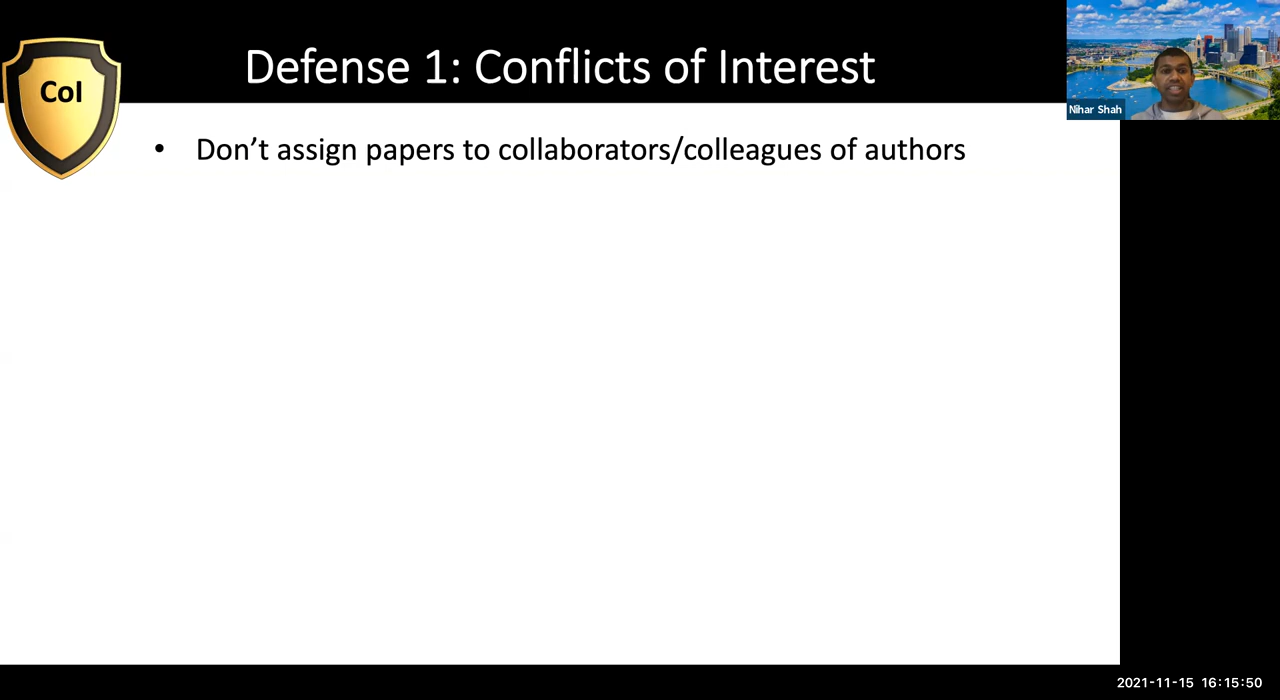 Defense 1: Conflicts of Interest
CoI
Nihar Shah
• Don’t assign papers to collaborators/colleagues of authors
2021-11-15 16:15:50